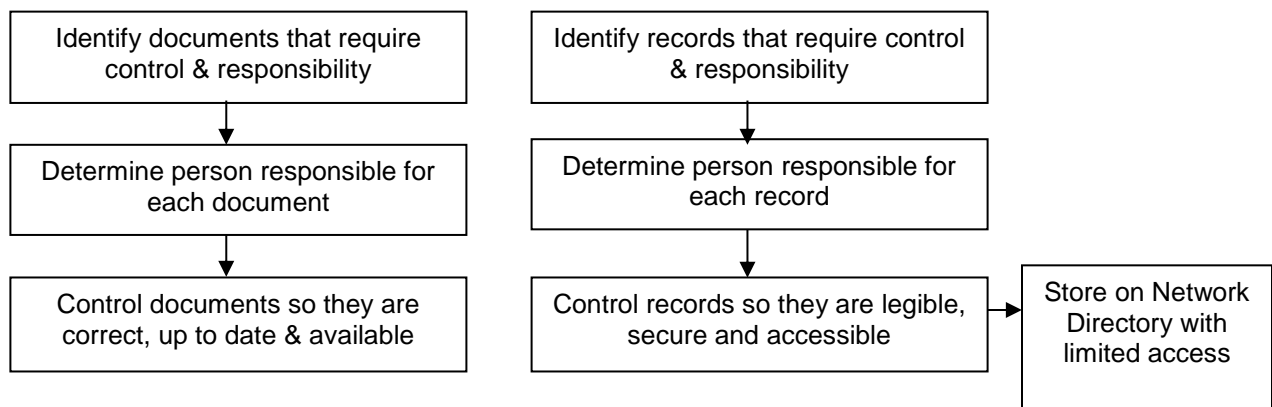 Identify documents that require
control & responsibility
Determine person responsible for
each document
Control documents so they are
correct, up to date & available
Identify records that require control
& responsibility
Determine person responsible for
each record
Control records so they are legible,
secure and accessible
Store on Network
Directory with
limited access